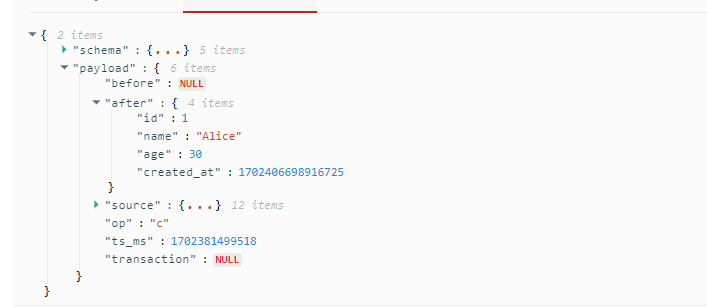 { 2 items
"schema" : {...} 5 items
"payload" : { 6 items
"before" : NULL
"after" : { 4 items
"id" : 1
"name" : "Alice"
"age" : 30
"created_at" : 1702406698916725
}
"source" : {...} 12 items
"op" : "c"
"ts_ms" : 1702381499518
"transaction" : NULL
}
}